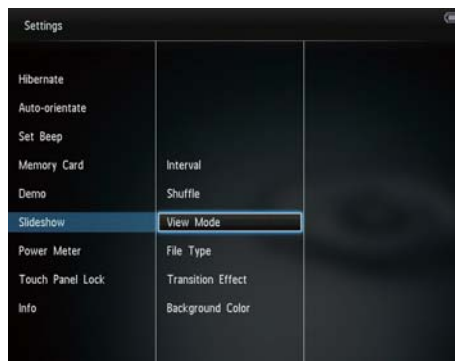 Settings
Hibernate
Auto-orientate
Set Beep
Memory Card
Demo
Slideshow
Power Meter
Touch Panel Lock
Info
Interval
Shuffle
View Mode
File Type
Transition Effect
Background Color